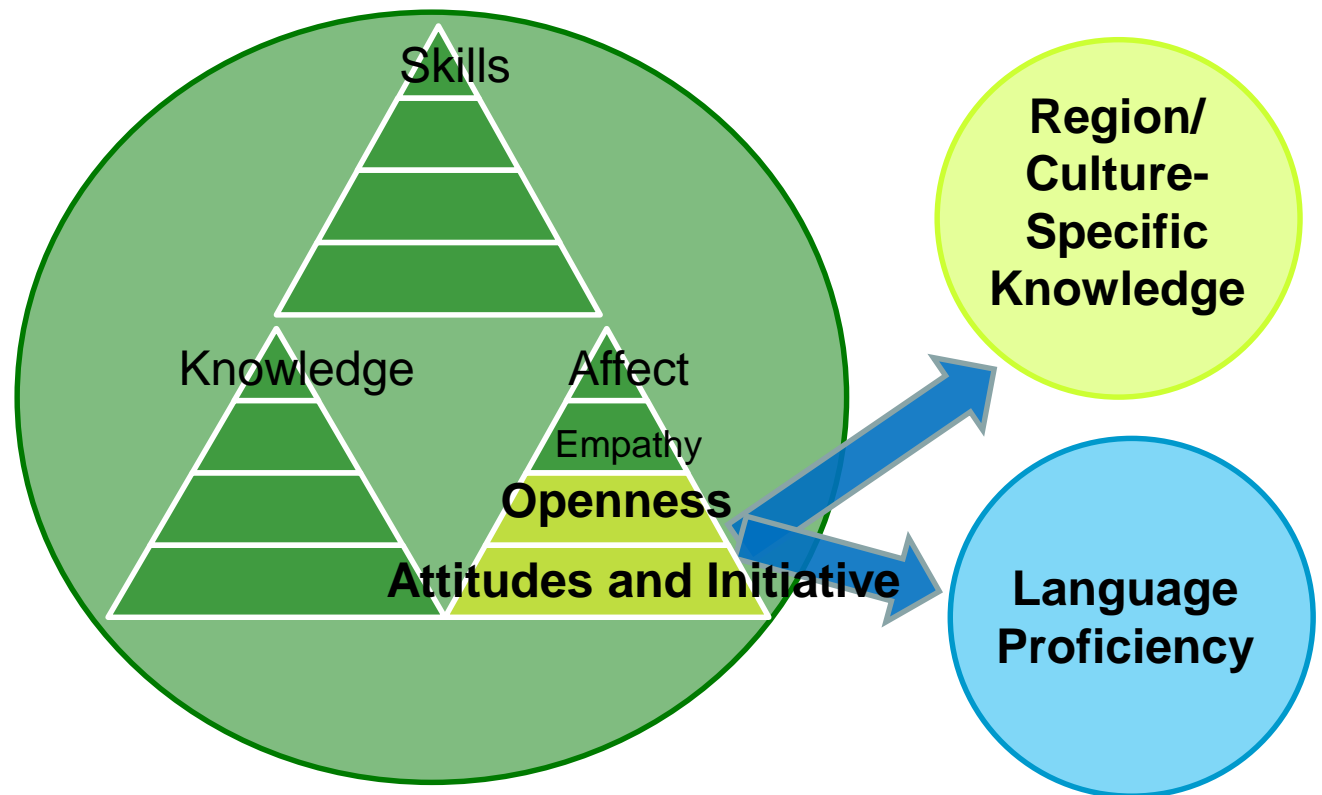 Skills
Knowledge
Affect
Empathy
Openness
Attitudes and Initiative
Region/
Culture-
Specific
Knowledge
Language
Proficiency